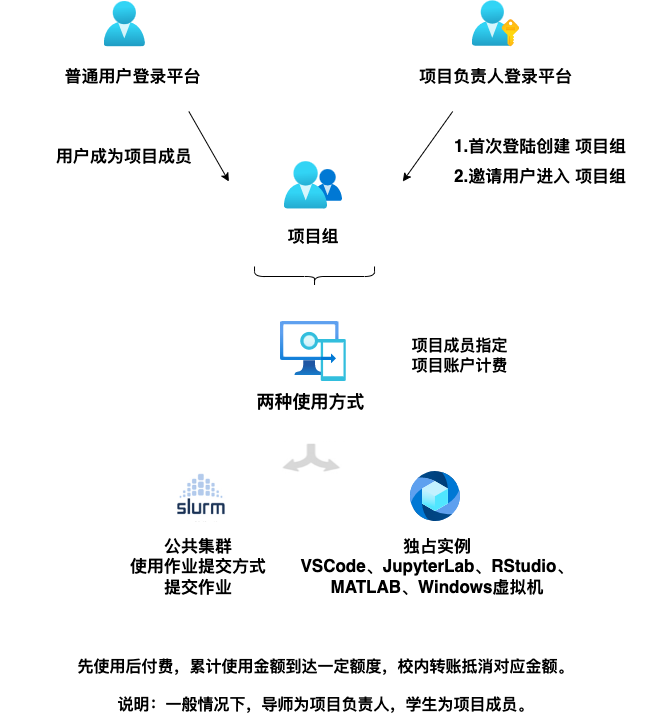 普通用户登录平台
项目负责人登录平台
用户成为项目成员
1.首次登陆创建 项目组
2.邀请用户进入 项目组
项目组
项目成员指定
项目账户计费
两种使用方式
slurm
公共集群
使用作业提交方式
提交作业
独占实例
VSCode、JupyterLab、RStudio、
MATLAB、Windows虚拟机
先使用后付费，累计使用金额到达一定额度，校内转账抵消对应金额。
说明：一般情况下，导师为项目负责人，学生为项目成员。